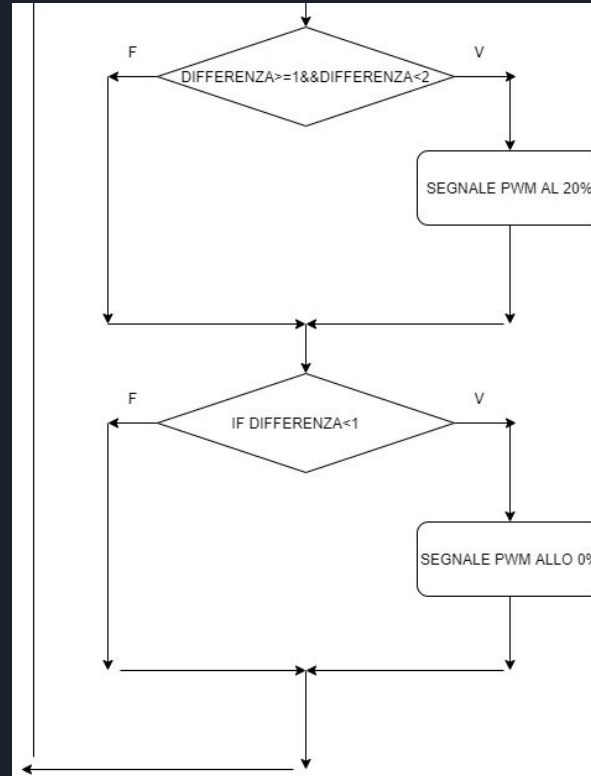 F
V
DIFFERENZA>=1&&DIFFERENZA<2
SEGNALE PWM AL 20%
F
V
IF DIFFERENZA<1
SEGNALE PWM ALLO 0%